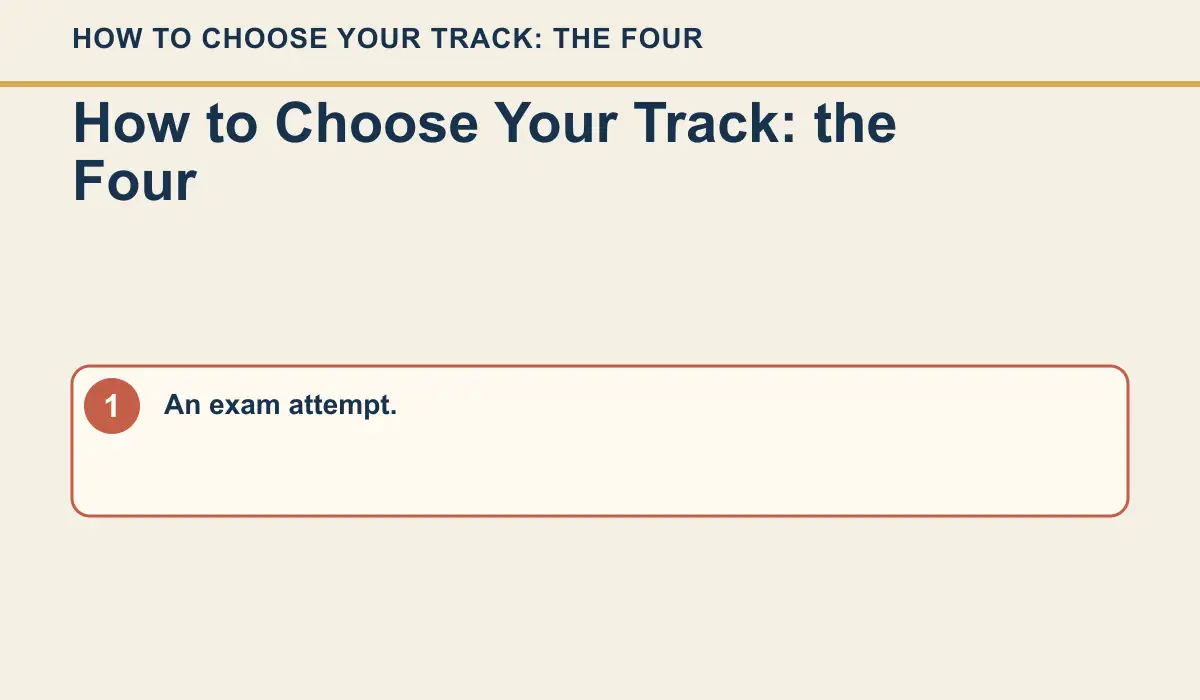 HOW TO CHOOSE YOUR TRACK: THE FOUR
How to Choose Your Track: the
Four
1 An exam attempt.